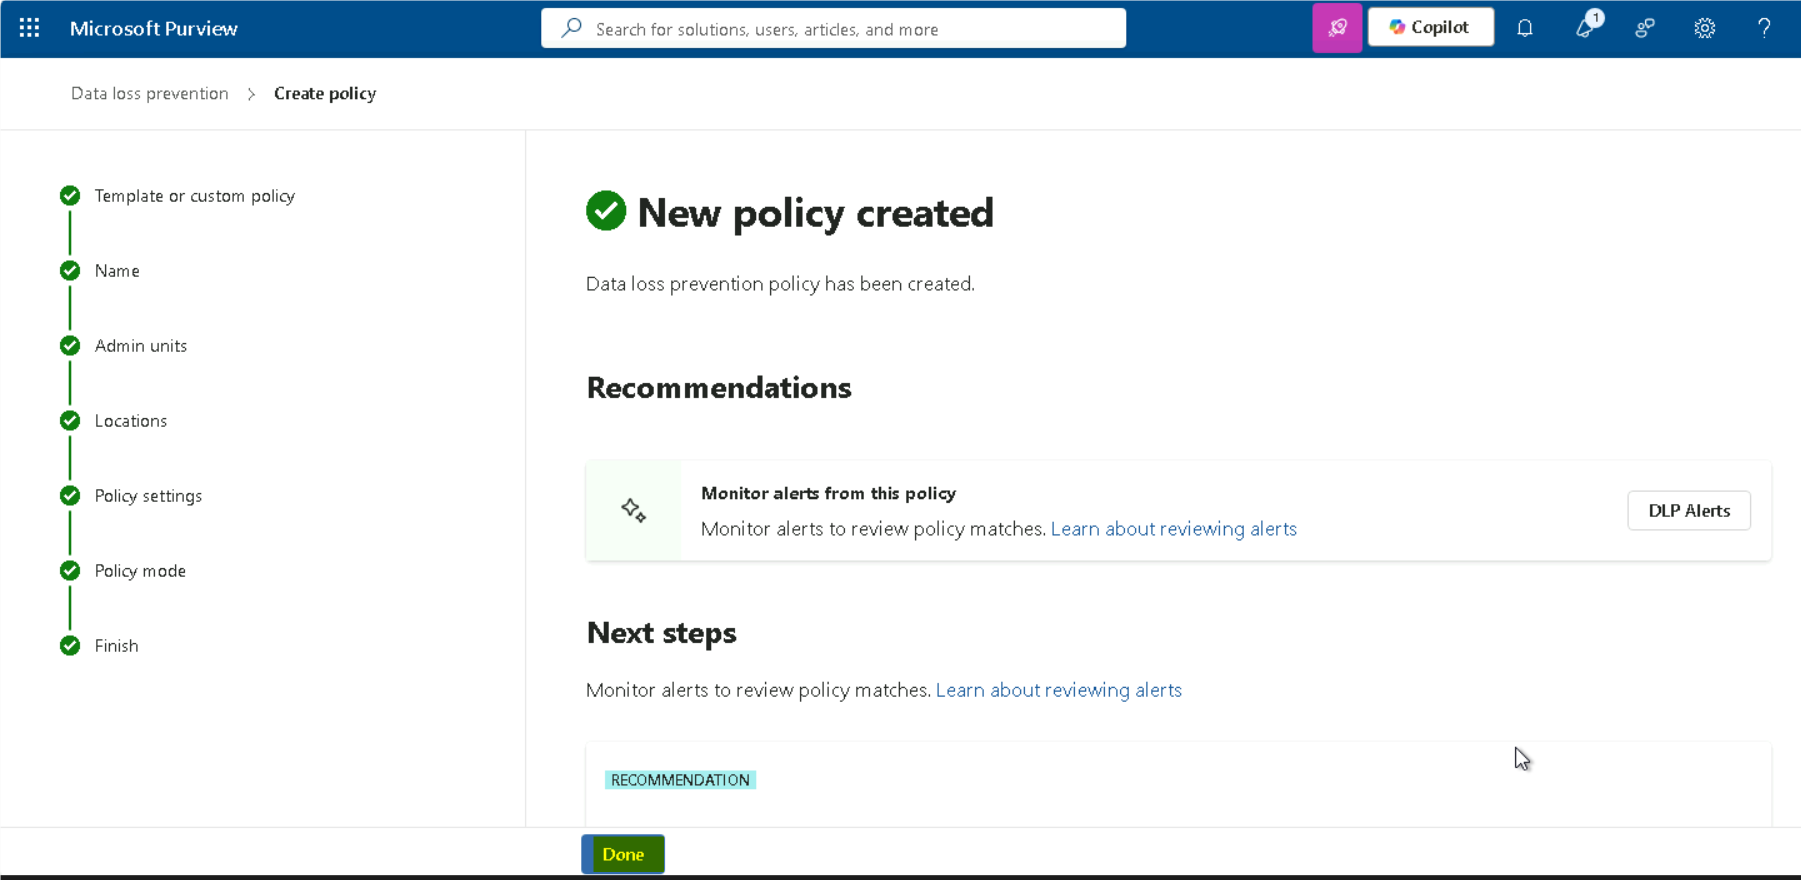 Microsoft Purview
Search for solutions, users, articles, and more
Copilot
1
?
Data loss prevention > Create policy
Template or custom policy
Name
Admin units
Locations
Policy settings
Policy mode
Finish
New policy created
Data loss prevention policy has been created.
Recommendations
Monitor alerts from this policy
Monitor alerts to review policy matches. Learn about reviewing alerts
DLP Alerts
Next steps
Monitor alerts to review policy matches. Learn about reviewing alerts
RECOMMENDATION
Done